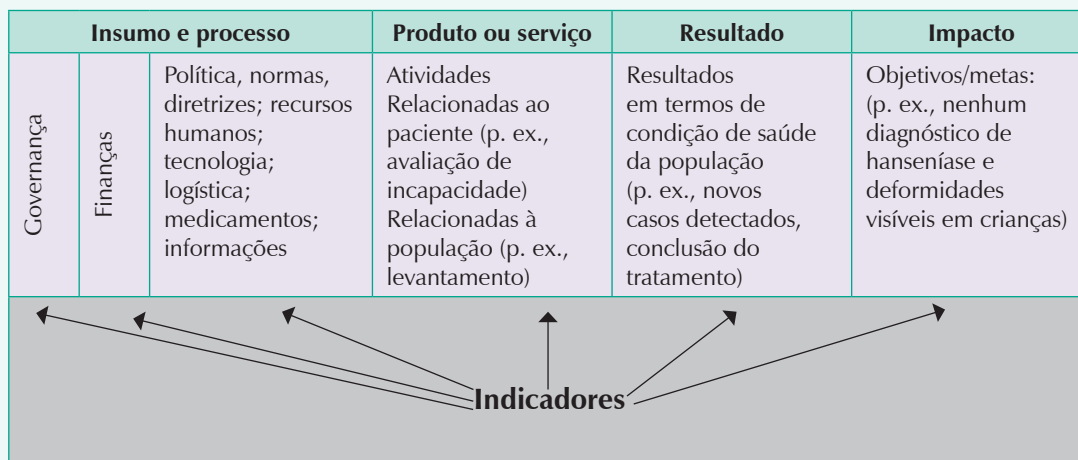 Insumo e processo
Produto ou serviço
Resultado
Impacto
Governança
Finanças
Política, normas,
diretrizes; recursos
humanos;
tecnologia;
logística;
medicamentos;
informações
Atividades
Relacionadas ao
paciente (p. ex.,
avaliação de
incapacidade)
Relacionadas à
população (p. ex.,
levantamento)
Resultados
em termos de
condição de saúde
da população
(p. ex., novos
casos detectados,
conclusão do
tratamento)
Objetivos/metas:
(p. ex., nenhum
diagnóstico de
hanseníase e
deformidades
visíveis em crianças)
Indicadores